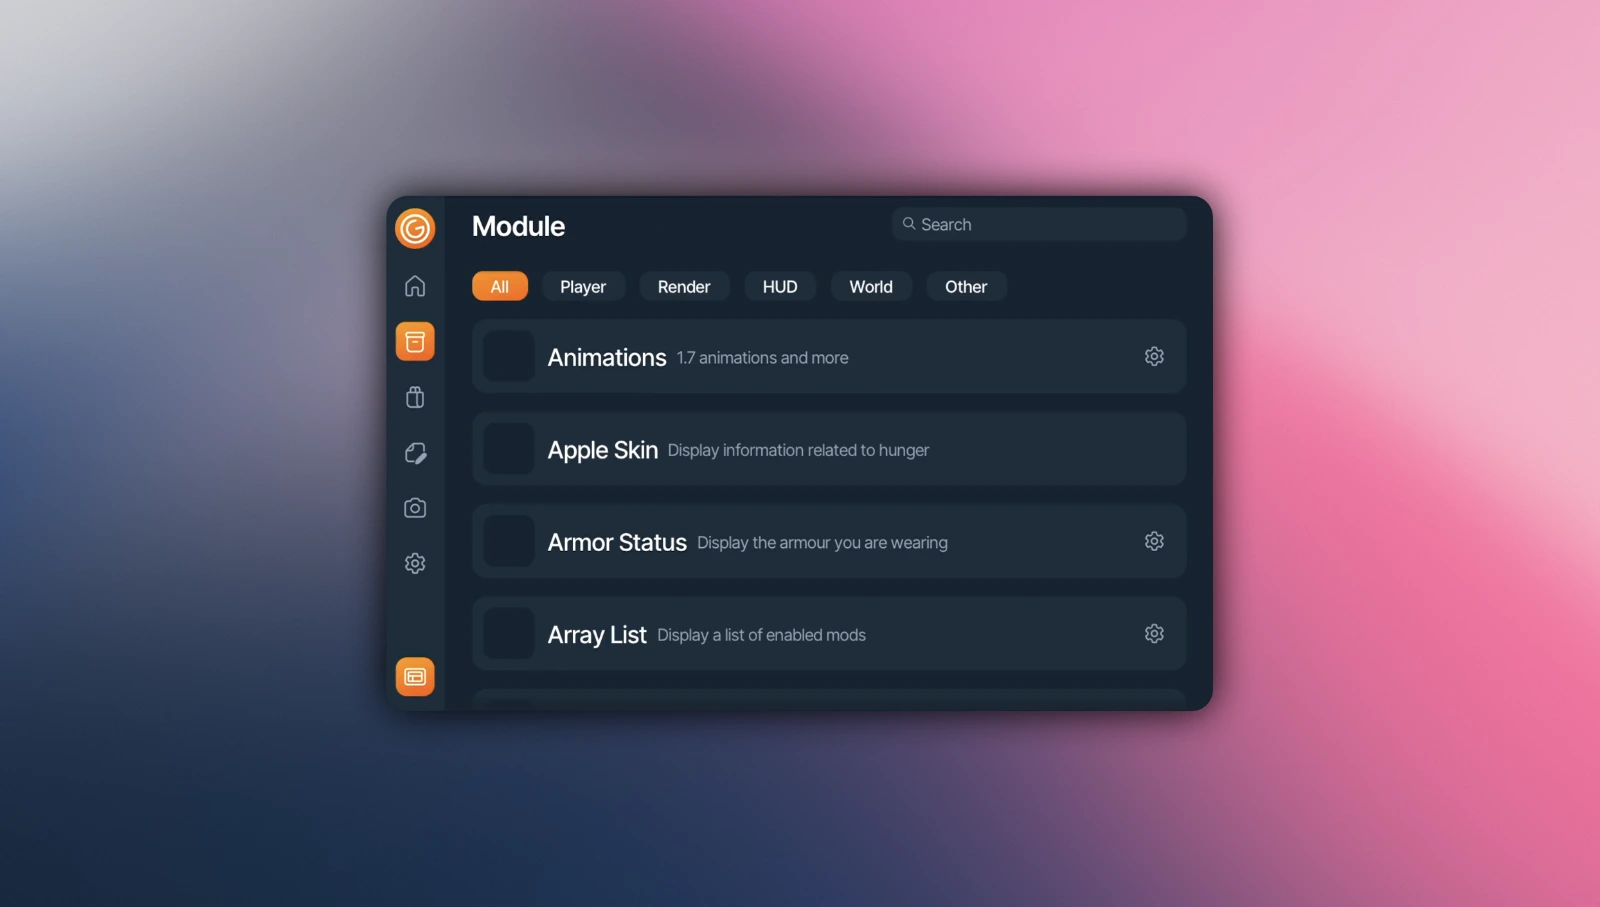 Module
Search
All
Player
Render
HUD
World
Other
Animations 1.7 animations and more
Apple Skin Display information related to hunger
Armor Status Display the armour you are wearing
Array List Display a list of enabled mods